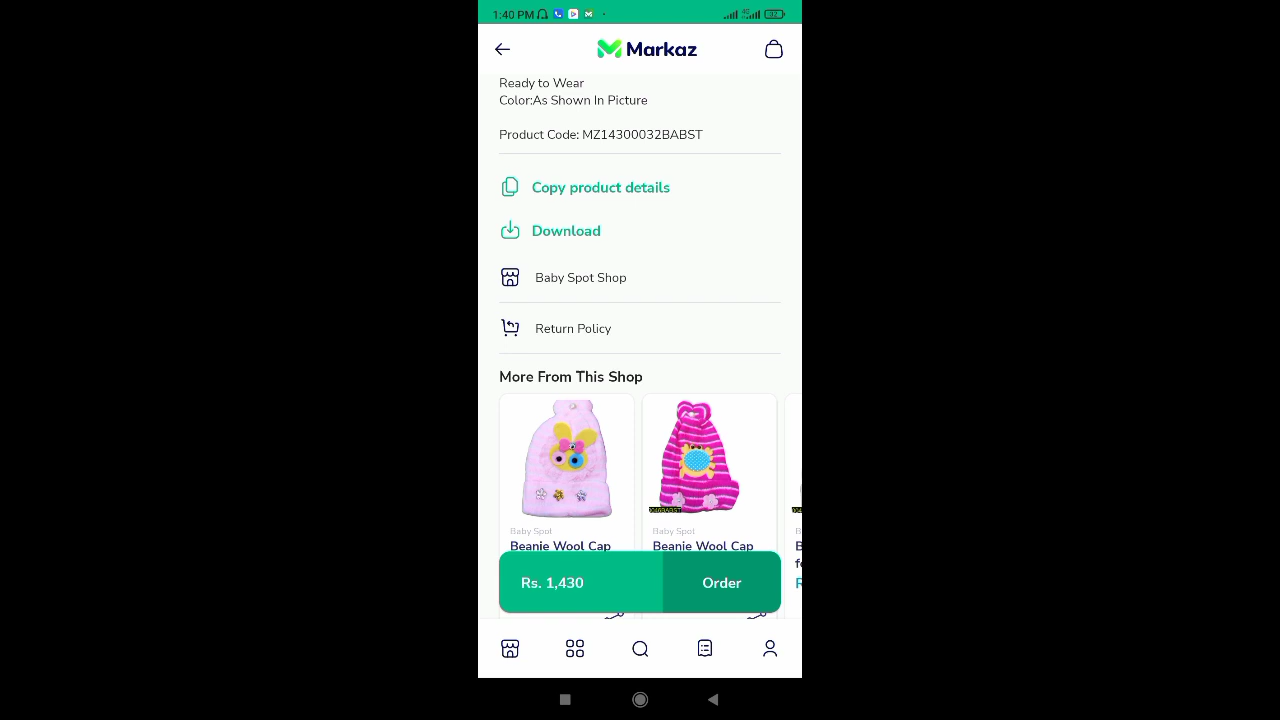 1:40 PM
Markaz
Ready to Wear
Color:As Shown In Picture
Product Code: MZ14300032BABST
Copy product details
Download
Baby Spot Shop
Return Policy
More From This Shop
Baby Spot
Beanie Wool Cap
Baby Spot
Beanie Wool Cap
Rs. 1,430
Order